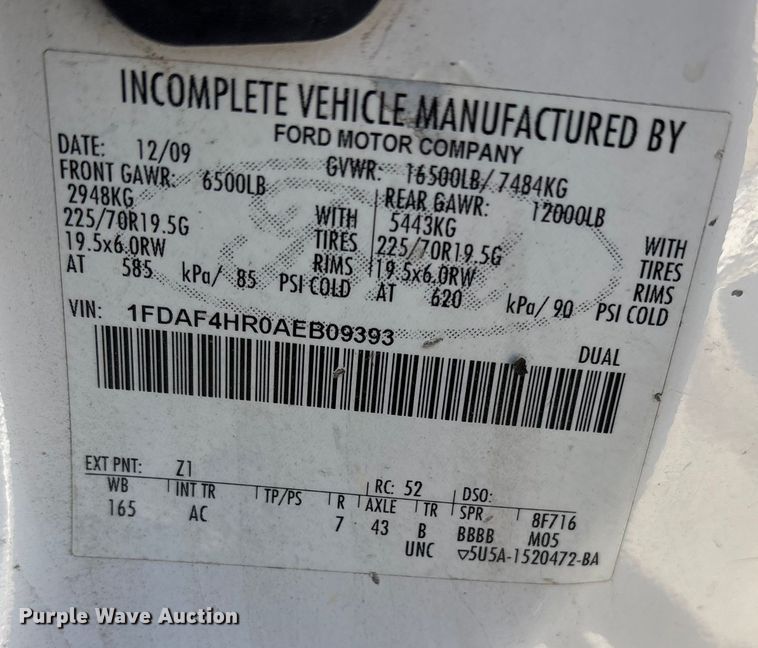 INCOMPLETE VEHICLE MANUFACTURED BY
FORD MOTOR COMPANY
DATE: 12/09 GVWR: 16500LB/ 7484KG
FRONT GAWR: 6500LB REAR GAWR: 12000LB
2948KG WITH 5443KG WITH
225/70R19.5G TIRES 225/70R19.5G TIRES
19.5x6.0RW RIMS 19.5x6.0RW RIMS
AT 585 kPa/ 85 PSI COLD AT 620 kPa/ 90 PSI COLD
VIN: 1FDAF4HR0AEB09393 DUAL
EXT PNT: Z1 RC: 52 DSO:
WB INT TR TP/PS R AXLE TR SPR 8F716
165 AC 7 43 B BBBB M05
UNC ▽5U5A-1520472-BA
Purple Wave Auction